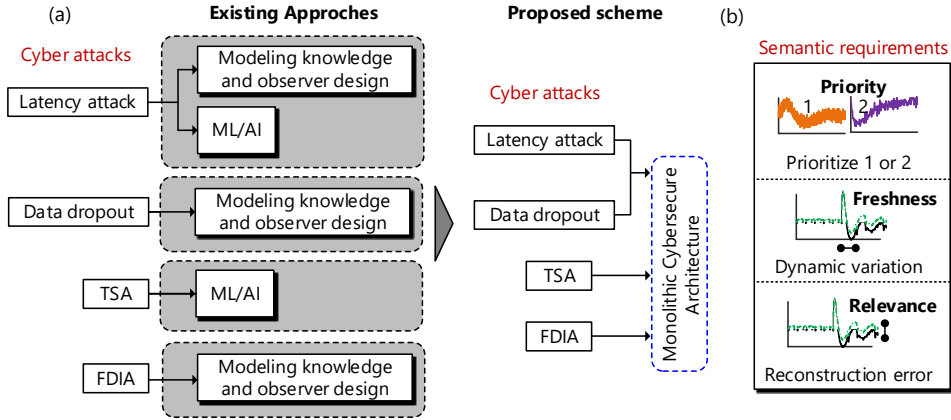 (a)
Existing Approches
Cyber attacks
Latency attack
Modeling knowledge
and observer design
ML/AI
Data dropout
Modeling knowledge
and observer design
TSA
ML/AI
FDIA
Modeling knowledge
and observer design
Proposed scheme
Cyber attacks
Latency attack
Data dropout
TSA
FDIA
Monolithic Cybersecure
Architecture
(b)
Semantic requirements
Priority
1
2
Prioritize 1 or 2
Freshness
Dynamic variation
Relevance
Reconstruction error